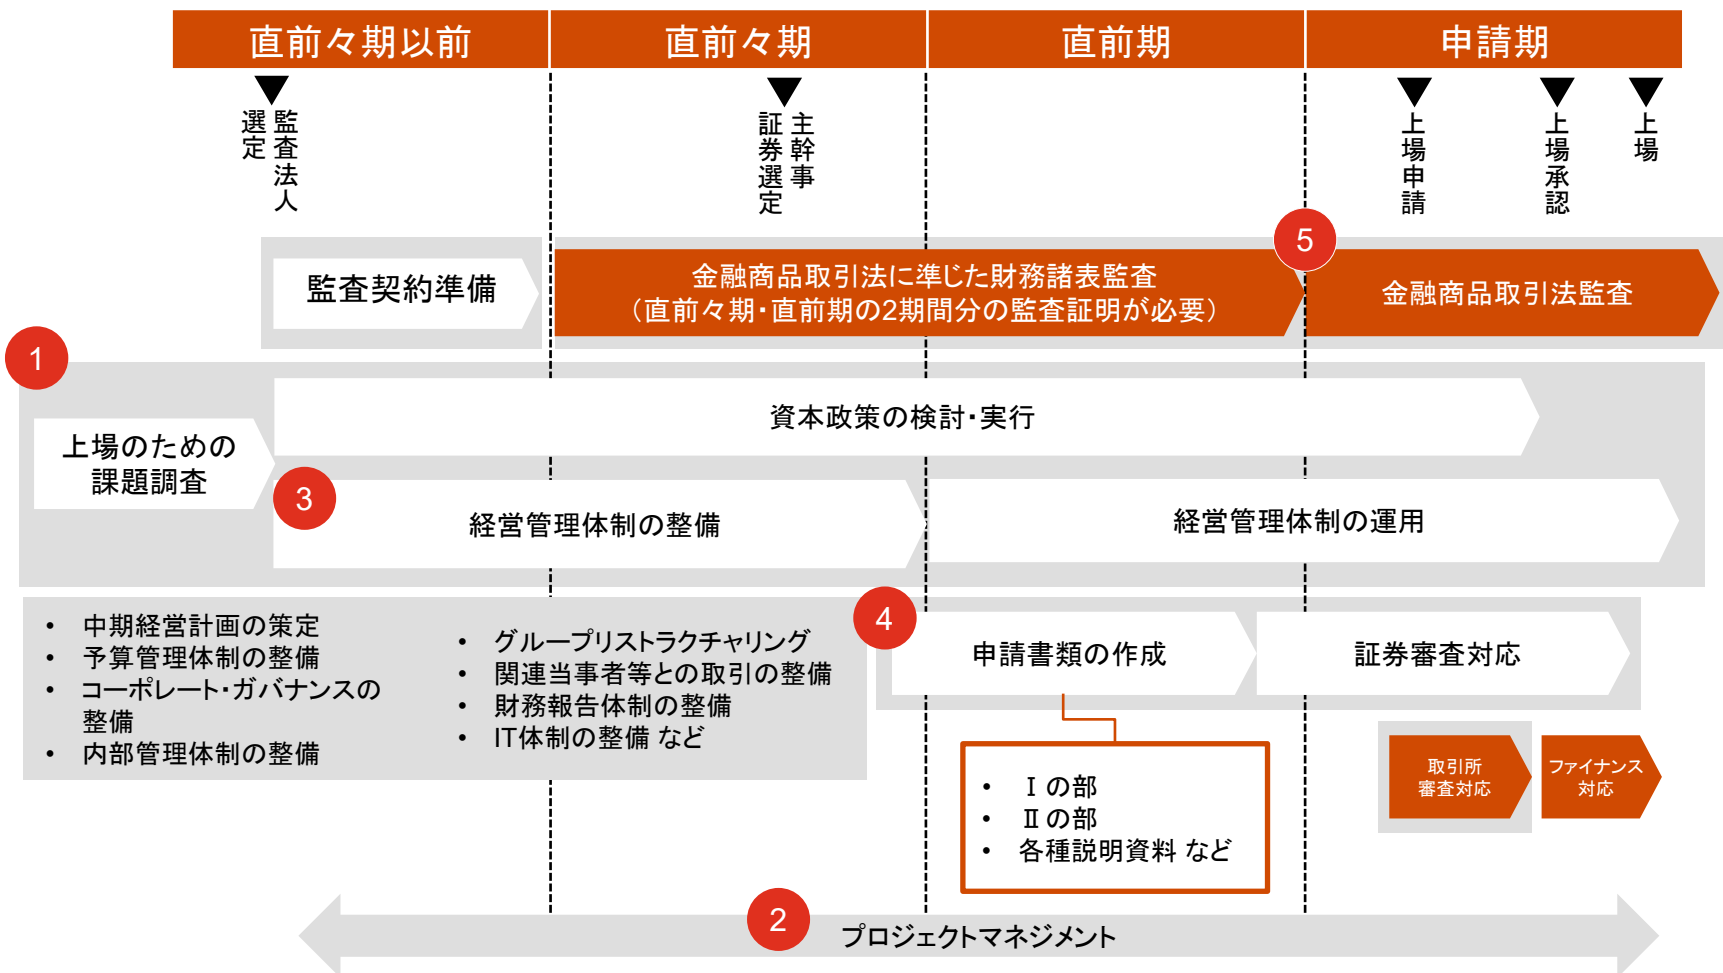 直前々期以前
直前々期
直前期
申請期
監査法人
選定
主幹事
証券選定
上場申請
上場承認
上場
監査契約準備
金融商品取引法に準じた財務諸表監査
（直前々期・直前期の2期間分の監査証明が必要）
5
金融商品取引法監査
1
上場のための
課題調査
資本政策の検討・実行
3
経営管理体制の整備
経営管理体制の運用
• 中期経営計画の策定
• 予算管理体制の整備
• コーポレート・ガバナンスの
整備
• 内部管理体制の整備
• グループリストラクチャリング
• 関連当事者等との取引の整備
• 財務報告体制の整備
• IT体制の整備 など
4
申請書類の作成
証券審査対応
• Ⅰの部
• Ⅱの部
• 各種説明資料 など
取引所
審査対応
ファイナンス
対応
2
プロジェクトマネジメント